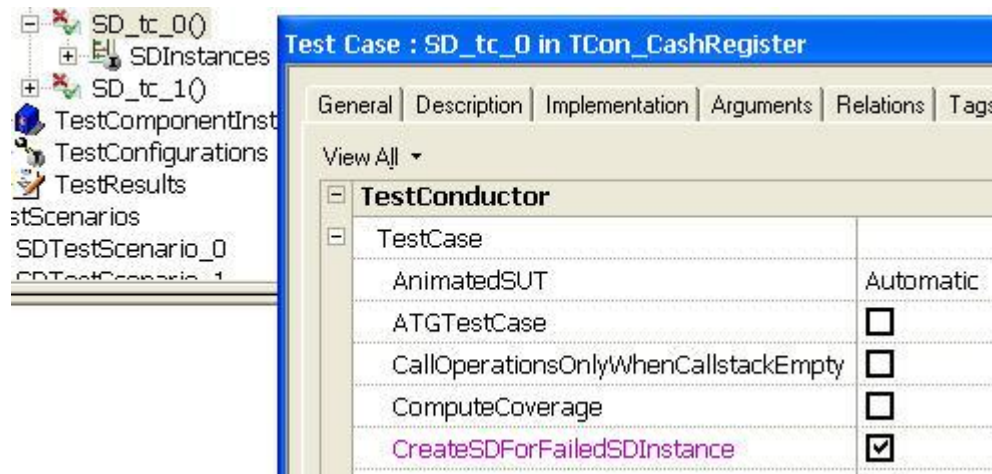 SD_tc_0()
SDInstances
SD_tc_1()
TestComponentInst
TestConfigurations
TestResults
stScenarios
SDTestScenario_0
SDTestScenario_1
Test Case : SD_tc_0 in TCon_CashRegister
General Description Implementation Arguments Relations Tags
View All
TestConductor
TestCase
AnimatedSUT Automatic
ATGTestCase
CallOperationsOnlyWhenCallstackEmpty
ComputeCoverage
CreateSDForFailedSDInstance